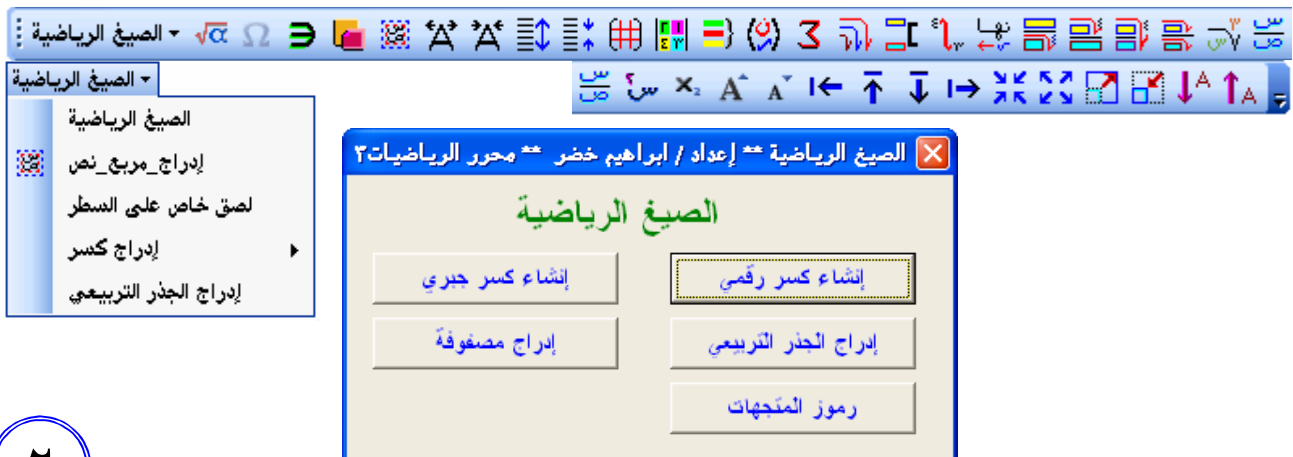 الصيغ الرياضية
√α Ω
سس صص
الصيغ الرياضية
الصيغ الرياضية
إدراج_مربع_نص
لصق خاص على السطر
إدراج كسر
إدراج الجذر التربيعي
الصيغ الرياضية ** إعداد / ابراهيم خضر ** محرر الرياضيات٣
الصيغ الرياضية
إنشاء كسر رقمي
إنشاء كسر جبري
إدراج الجذر التربيعي
إدراج مصفوفة
رموز المتجهات